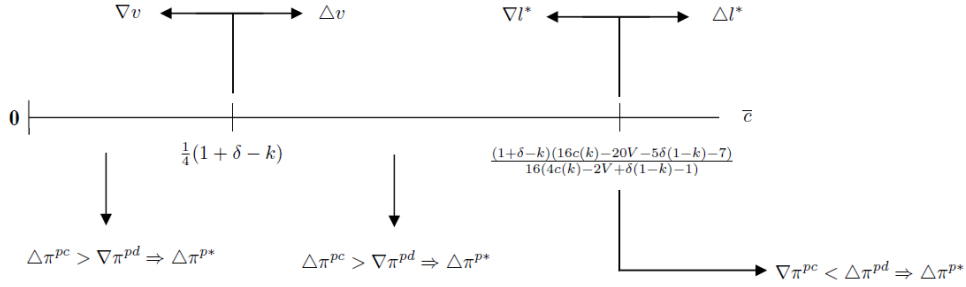 ∇v △v ∇l* △l*
0 c̅
¼(1 + δ − k) (1+δ−k)(16c(k)−20V−5δ(1−k)−7)
16(4c(k)−2V+δ(1−k)−1)
△π^{pc} > ∇π^{pd} ⇒ △π^{p*} △π^{pc} > ∇π^{pd} ⇒ △π^{p*} ∇π^{pc} < △π^{pd} ⇒ △π^{p*}